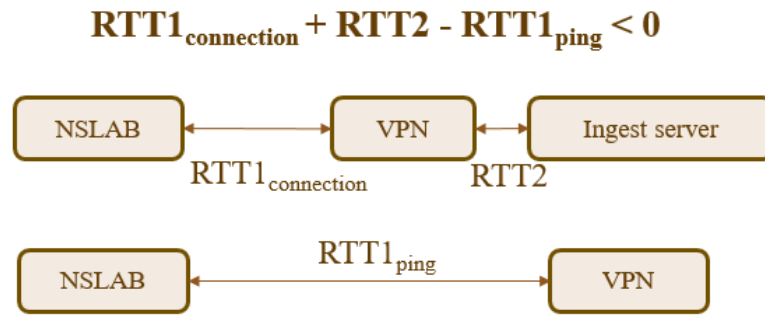 RTT1connection + RTT2 - RTT1ping < 0
NSLAB VPN Ingest server
RTT1connection RTT2
RTT1ping
NSLAB VPN